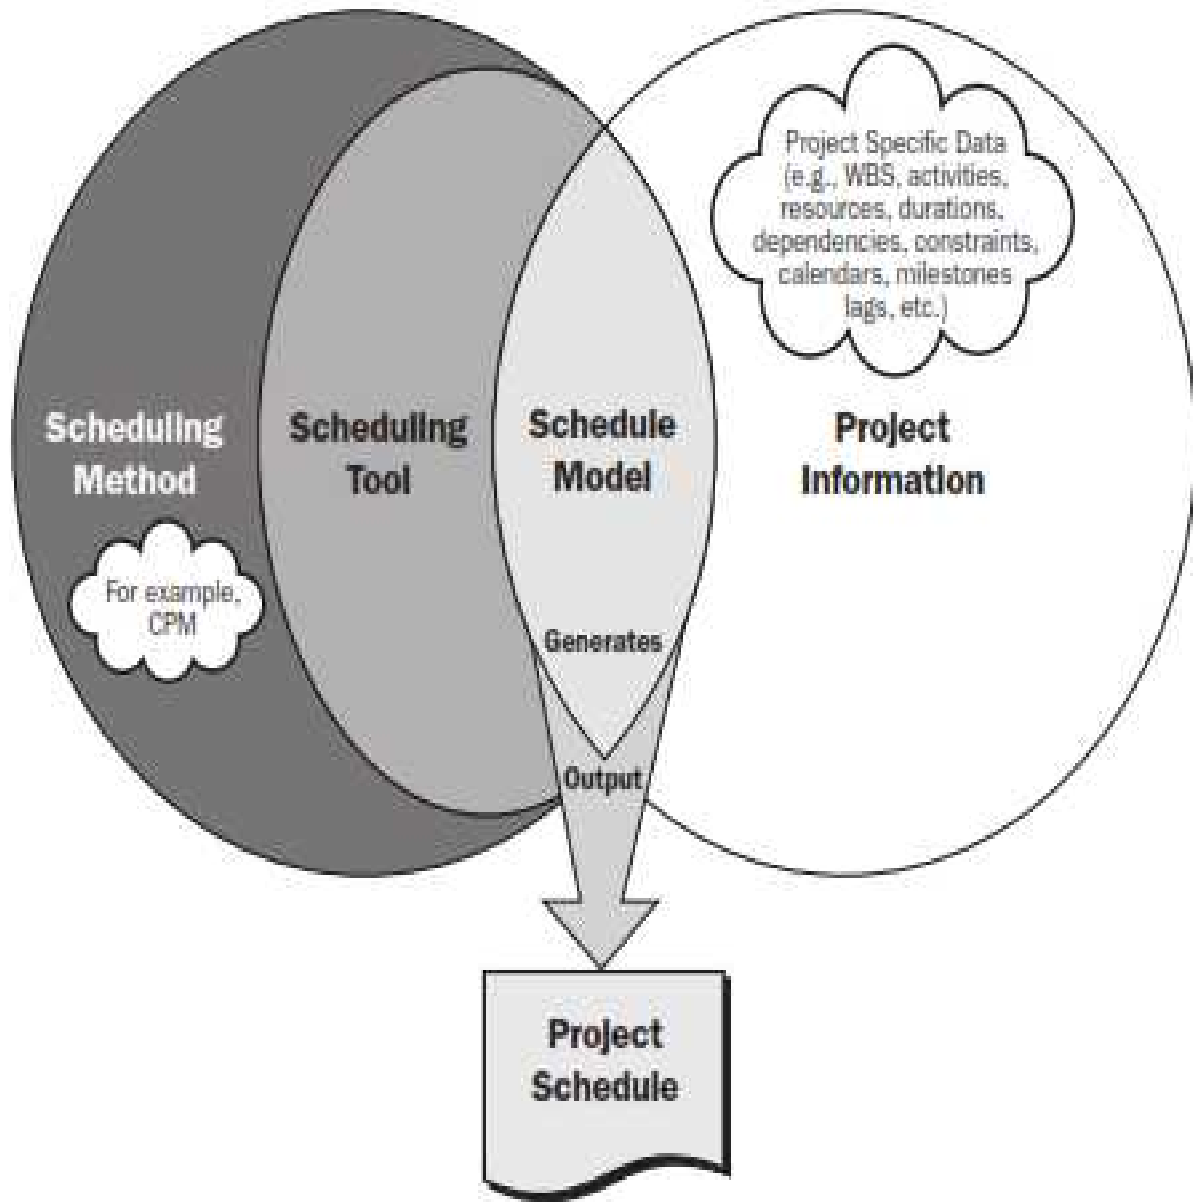 Project Specific Data
(e.g., WBS, activities,
resources, durations,
dependencies, constraints,
calendars, milestones
lags, etc.)
Scheduling
Method
Scheduling
Tool
Schedule
Model
Project
Information
For example,
CPM
Generates
Output
Project
Schedule